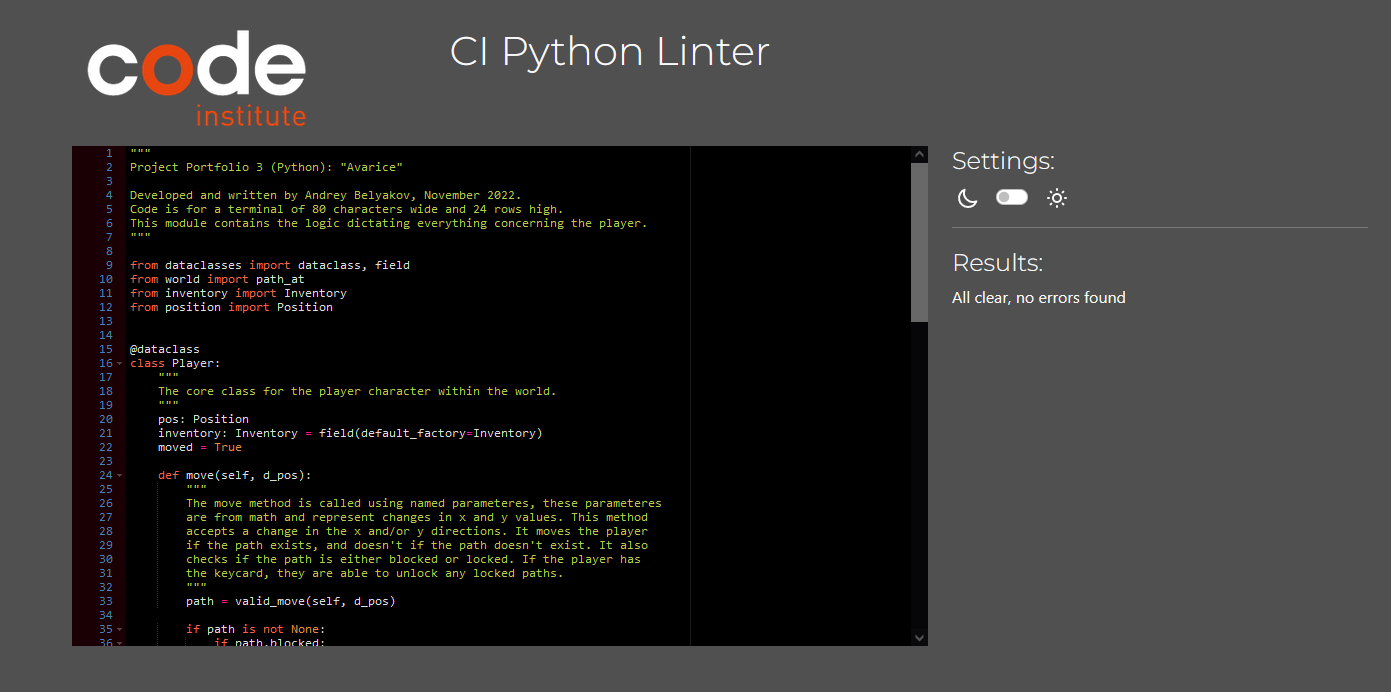 code
institute
CI Python Linter
1 """
2 Project Portfolio 3 (Python): "Avarice"
3
4 Developed and written by Andrey Belyakov, November 2022.
5 Code is for a terminal of 80 characters wide and 24 rows high.
6 This module contains the logic dictating everything concerning the player.
7 """
8
9 from dataclasses import dataclass, field
10 from world import path_at
11 from inventory import Inventory
12 from position import Position
13
14
15 @dataclass
16 class Player:
17 """
18 The core class for the player character within the world.
19 """
20 pos: Position
21 inventory: Inventory = field(default_factory=Inventory)
22 moved = True
23
24 def move(self, d_pos):
25 """
26 The move method is called using named parameteres, these parameteres
27 are from math and represent changes in x and y values. This method
28 accepts a change in the x and/or y directions. It moves the player
29 if the path exists, and doesn't if the path doesn't exist. It also
30 checks if the path is either blocked or locked. If the player has
31 the keycard, they are able to unlock any locked paths.
32 """
33 path = valid_move(self, d_pos)
34
35 if path is not None:
36 if path.blocked:
Settings:
Results:
All clear, no errors found